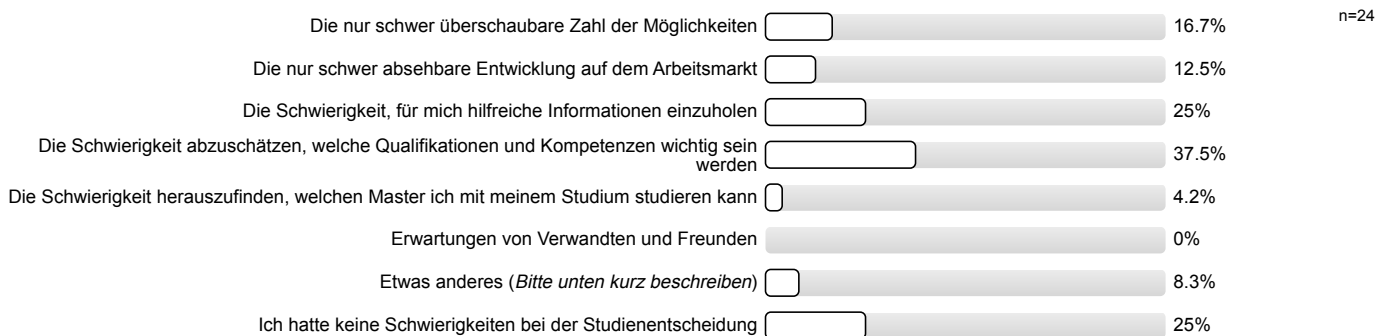 Die nur schwer überschaubare Zahl der Möglichkeiten 16.7% n=24
Die nur schwer absehbare Entwicklung auf dem Arbeitsmarkt 12.5%
Die Schwierigkeit, für mich hilfreiche Informationen einzuholen 25%
Die Schwierigkeit abzuschätzen, welche Qualifikationen und Kompetenzen wichtig sein
werden 37.5%
Die Schwierigkeit herauszufinden, welchen Master ich mit meinem Studium studieren kann 4.2%
Erwartungen von Verwandten und Freunden 0%
Etwas anderes (Bitte unten kurz beschreiben) 8.3%
Ich hatte keine Schwierigkeiten bei der Studienentscheidung 25%